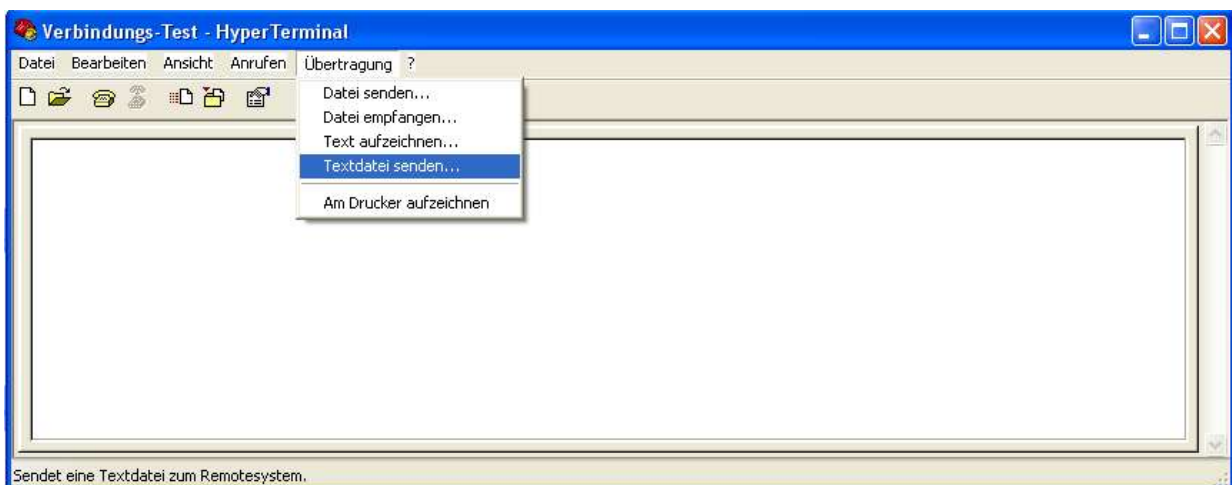 Verbindungs-Test - HyperTerminal
Datei Bearbeiten Ansicht Anrufen Übertragung ?
Datei senden...
Datei empfangen...
Text aufzeichnen...
Textdatei senden...
Am Drucker aufzeichnen
Sendet eine Textdatei zum Remotesystem.